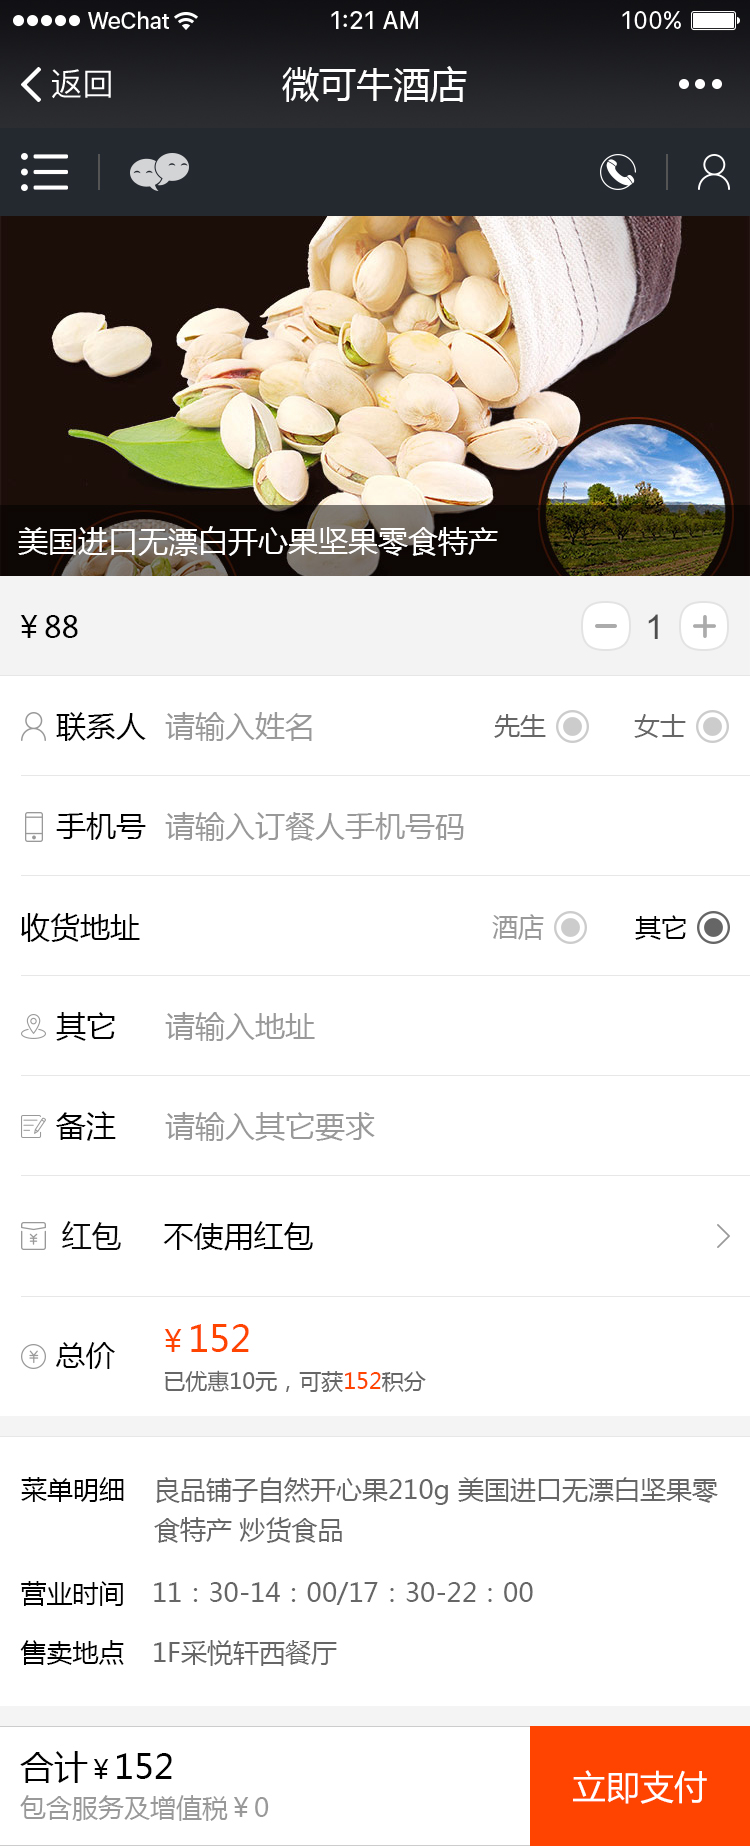 WeChat 1:21 AM 100%
返回 微可牛酒店
美国进口无漂白开心果坚果零食特产
¥ 88 1
联系人 请输入姓名 先生 女士
手机号 请输入订餐人手机号码
收货地址 酒店 其它
其它 请输入地址
备注 请输入其它要求
红包 不使用红包
¥ 152
总价
已优惠10元，可获152积分
菜单明细 良品铺子自然开心果210g 美国进口无漂白坚果零
食特产 炒货食品
营业时间 11：30-14：00/17：30-22：00
售卖地点 1F采悦轩西餐厅
合计 ¥ 152
包含服务及增值税 ¥ 0
立即支付